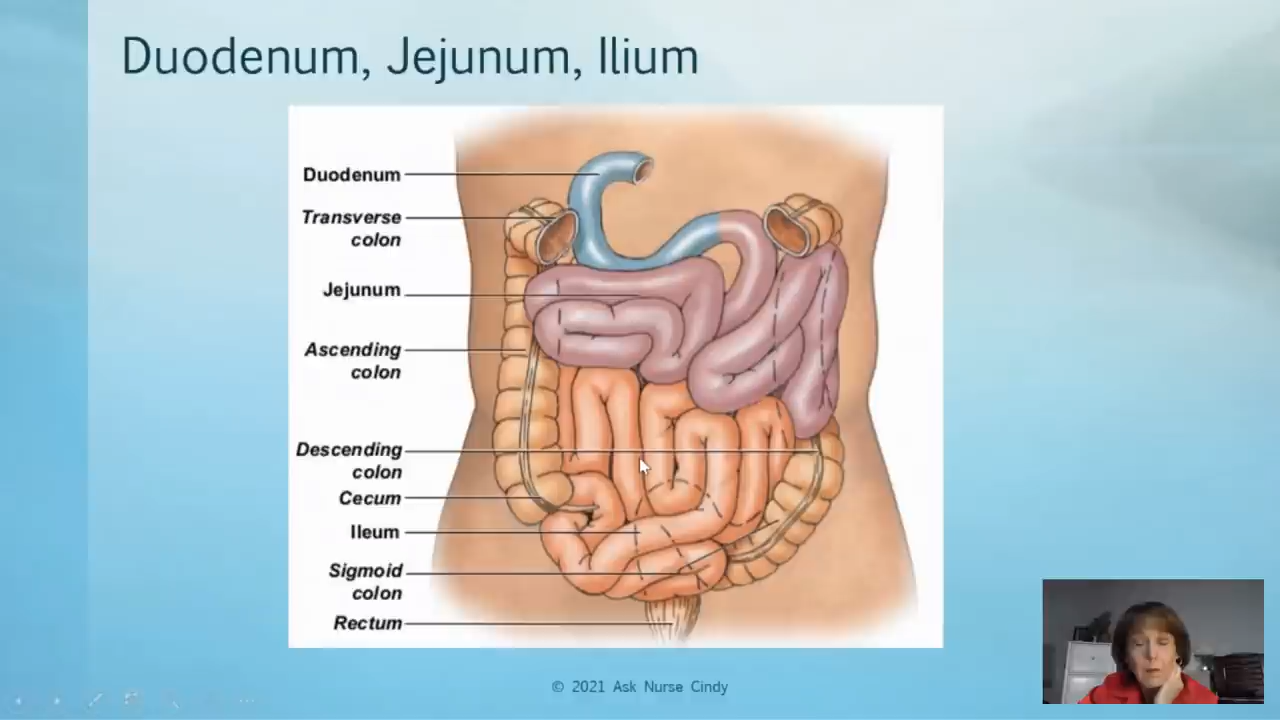 Duodenum, Jejunum, Ilium
Duodenum
Transverse
colon
Jejunum
Ascending
colon
Descending
colon
Cecum
Ileum
Sigmoid
colon
Rectum
© 2021 Ask Nurse Cindy